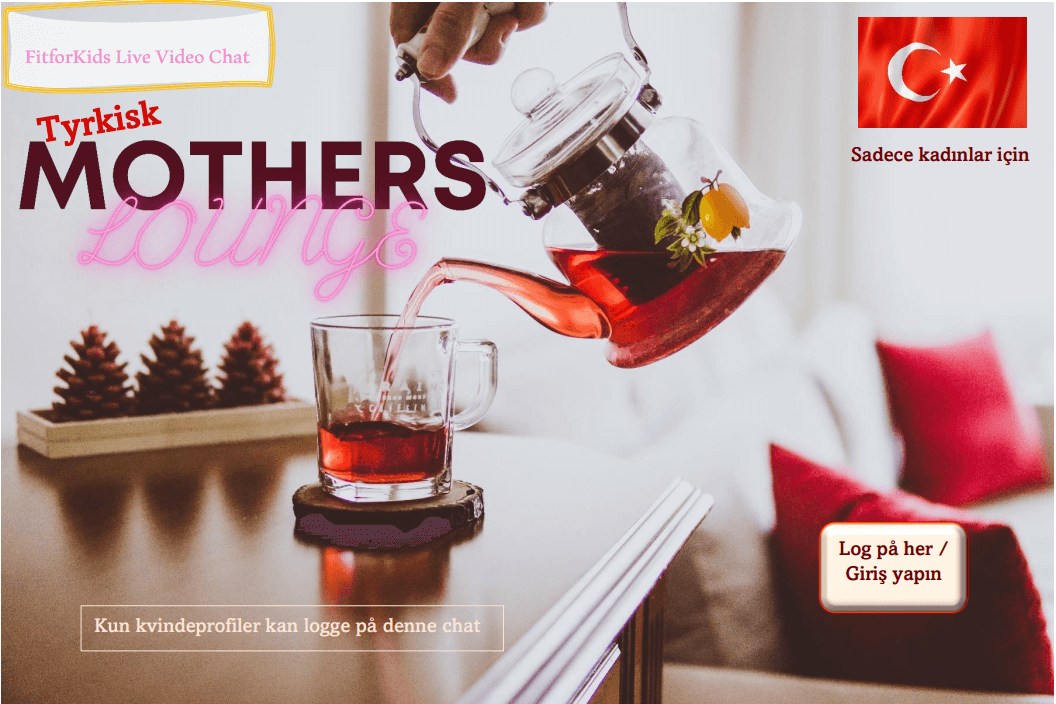 FitforKids Live Video Chat
Tyrkisk
MOTHERS
LOUNGE
Sadece kadınlar için
Log på her /
Giriş yapın
Kun kvindeprofiler kan logge på denne chat